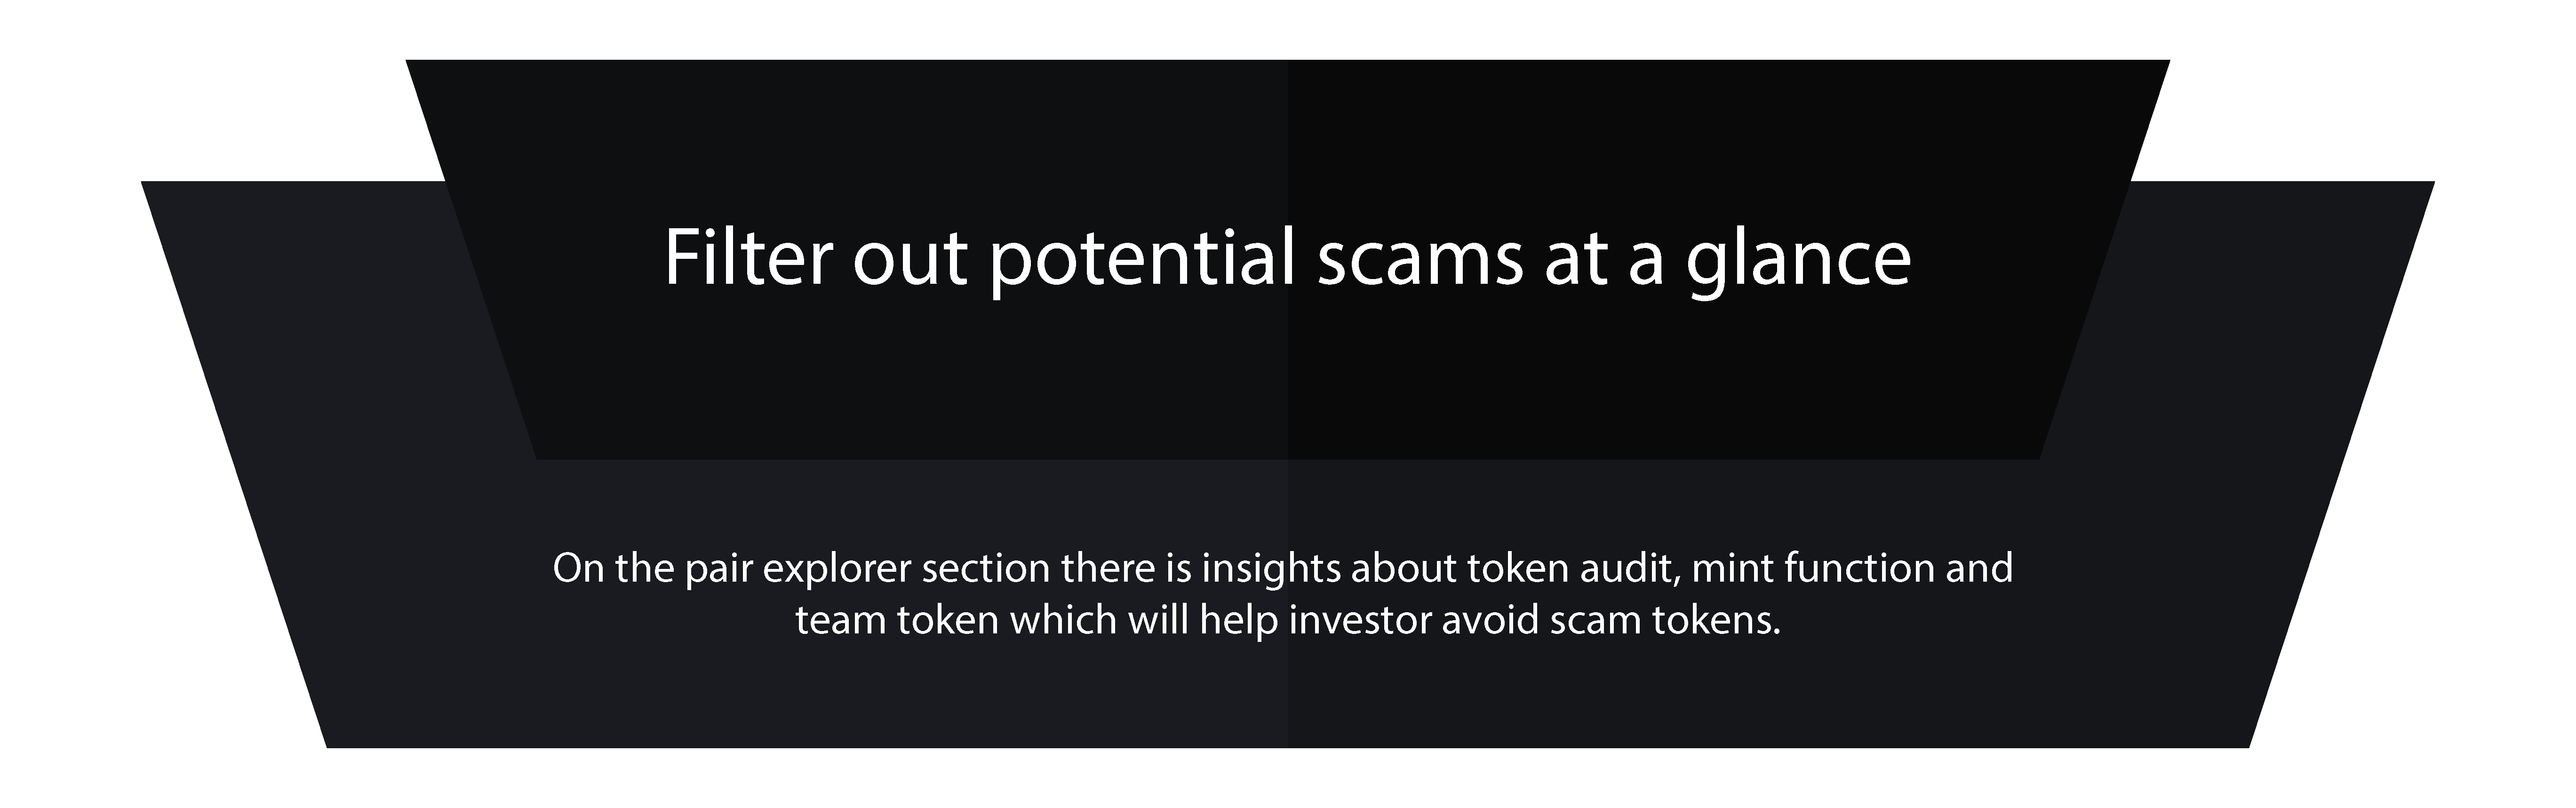 Filter out potential scams at a glance
On the pair explorer section there is insights about token audit, mint function and
team token which will help investor avoid scam tokens.